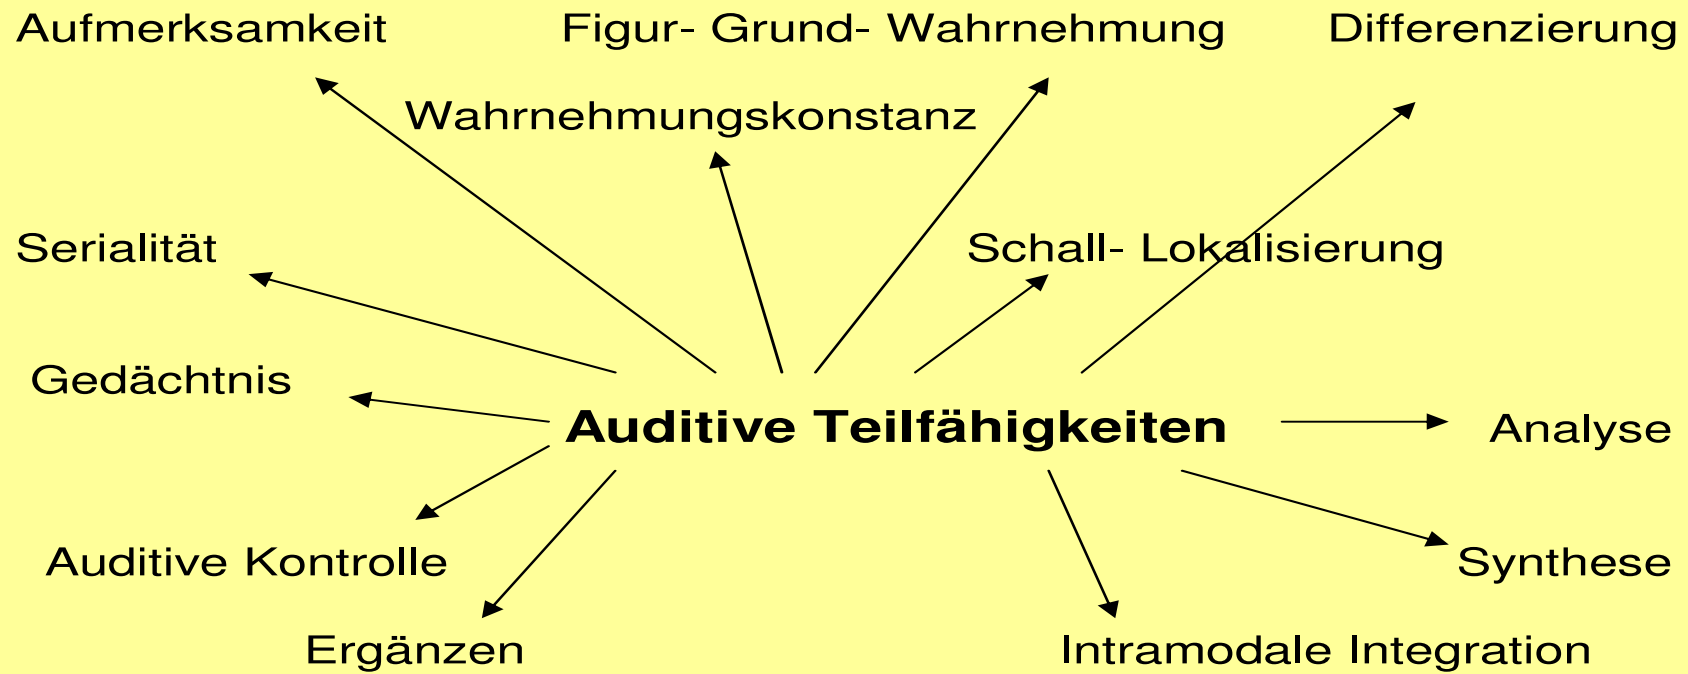 Aufmerksamkeit
Figur- Grund- Wahrnehmung
Differenzierung
Wahrnehmungskonstanz
Serialität
Schall- Lokalisierung
Gedächtnis
Auditive Teilfähigkeiten
Analyse
Auditive Kontrolle
Synthese
Ergänzen
Intramodale Integration